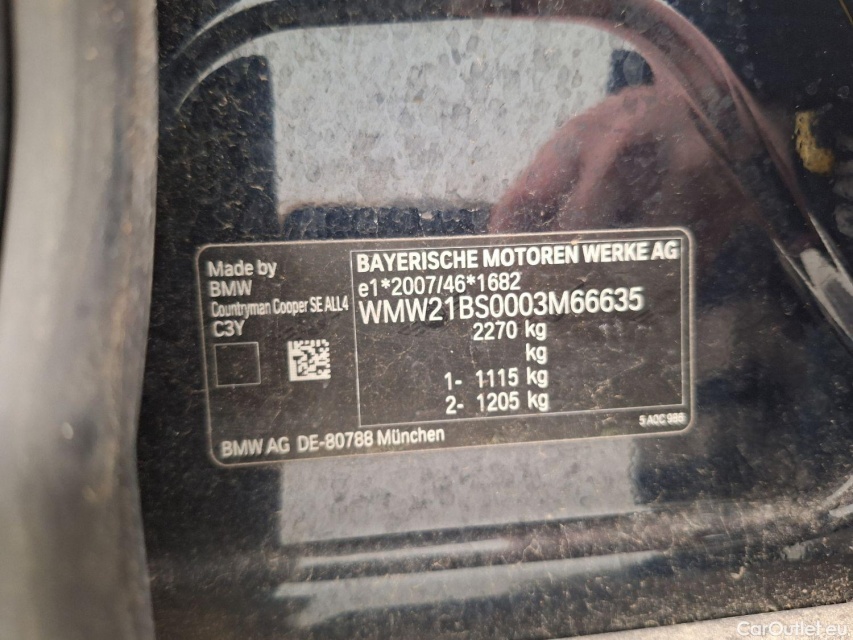 Made by
BMW
Countryman Cooper SE ALL4
C3Y
BAYERISCHE MOTOREN WERKE AG
e1*2007/46*1682
WMW21BS0003M66635
2270 kg
kg
1- 1115 kg
2- 1205 kg
BMW AG DE-80788 München
5 AOC 986
CarOutlet.eu